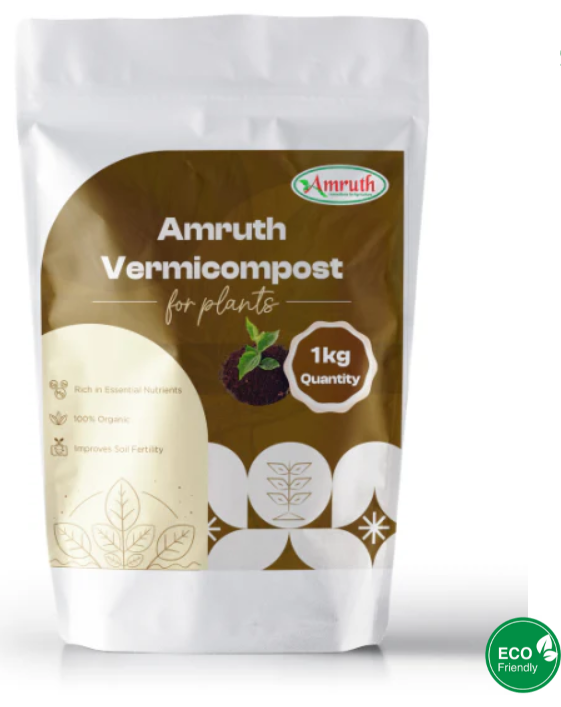 Amruth
Amruth
Vermicompost
for plants
1kg
Quantity
Rich in Essential Nutrients
100% Organic
Improves Soil Fertility
ECO
Friendly